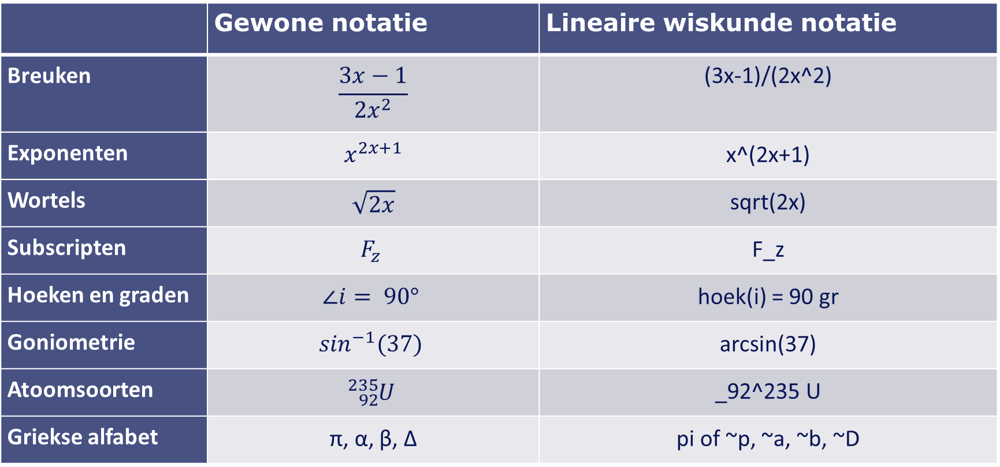 Gewone notatie Lineaire wiskunde notatie
Breuken \frac{3x − 1}{2x^2} (3x-1)/(2x^2)
Exponenten x^{2x+1} x^(2x+1)
Wortels √(2x) sqrt(2x)
Subscripten F_z F_z
Hoeken en graden ∠i = 90° hoek(i) = 90 gr
Goniometrie sin⁻¹(37) arcsin(37)
Atoomsoorten ^{235}_{92}U _92^235 U
Griekse alfabet π, α, β, Δ pi of ~p, ~a, ~b, ~D